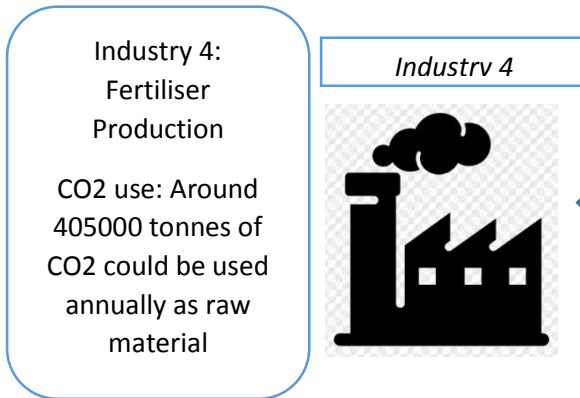 Industry 4:
Fertiliser
Production
CO2 use: Around
405000 tonnes of
CO2 could be used
annually as raw
material
Industry 4